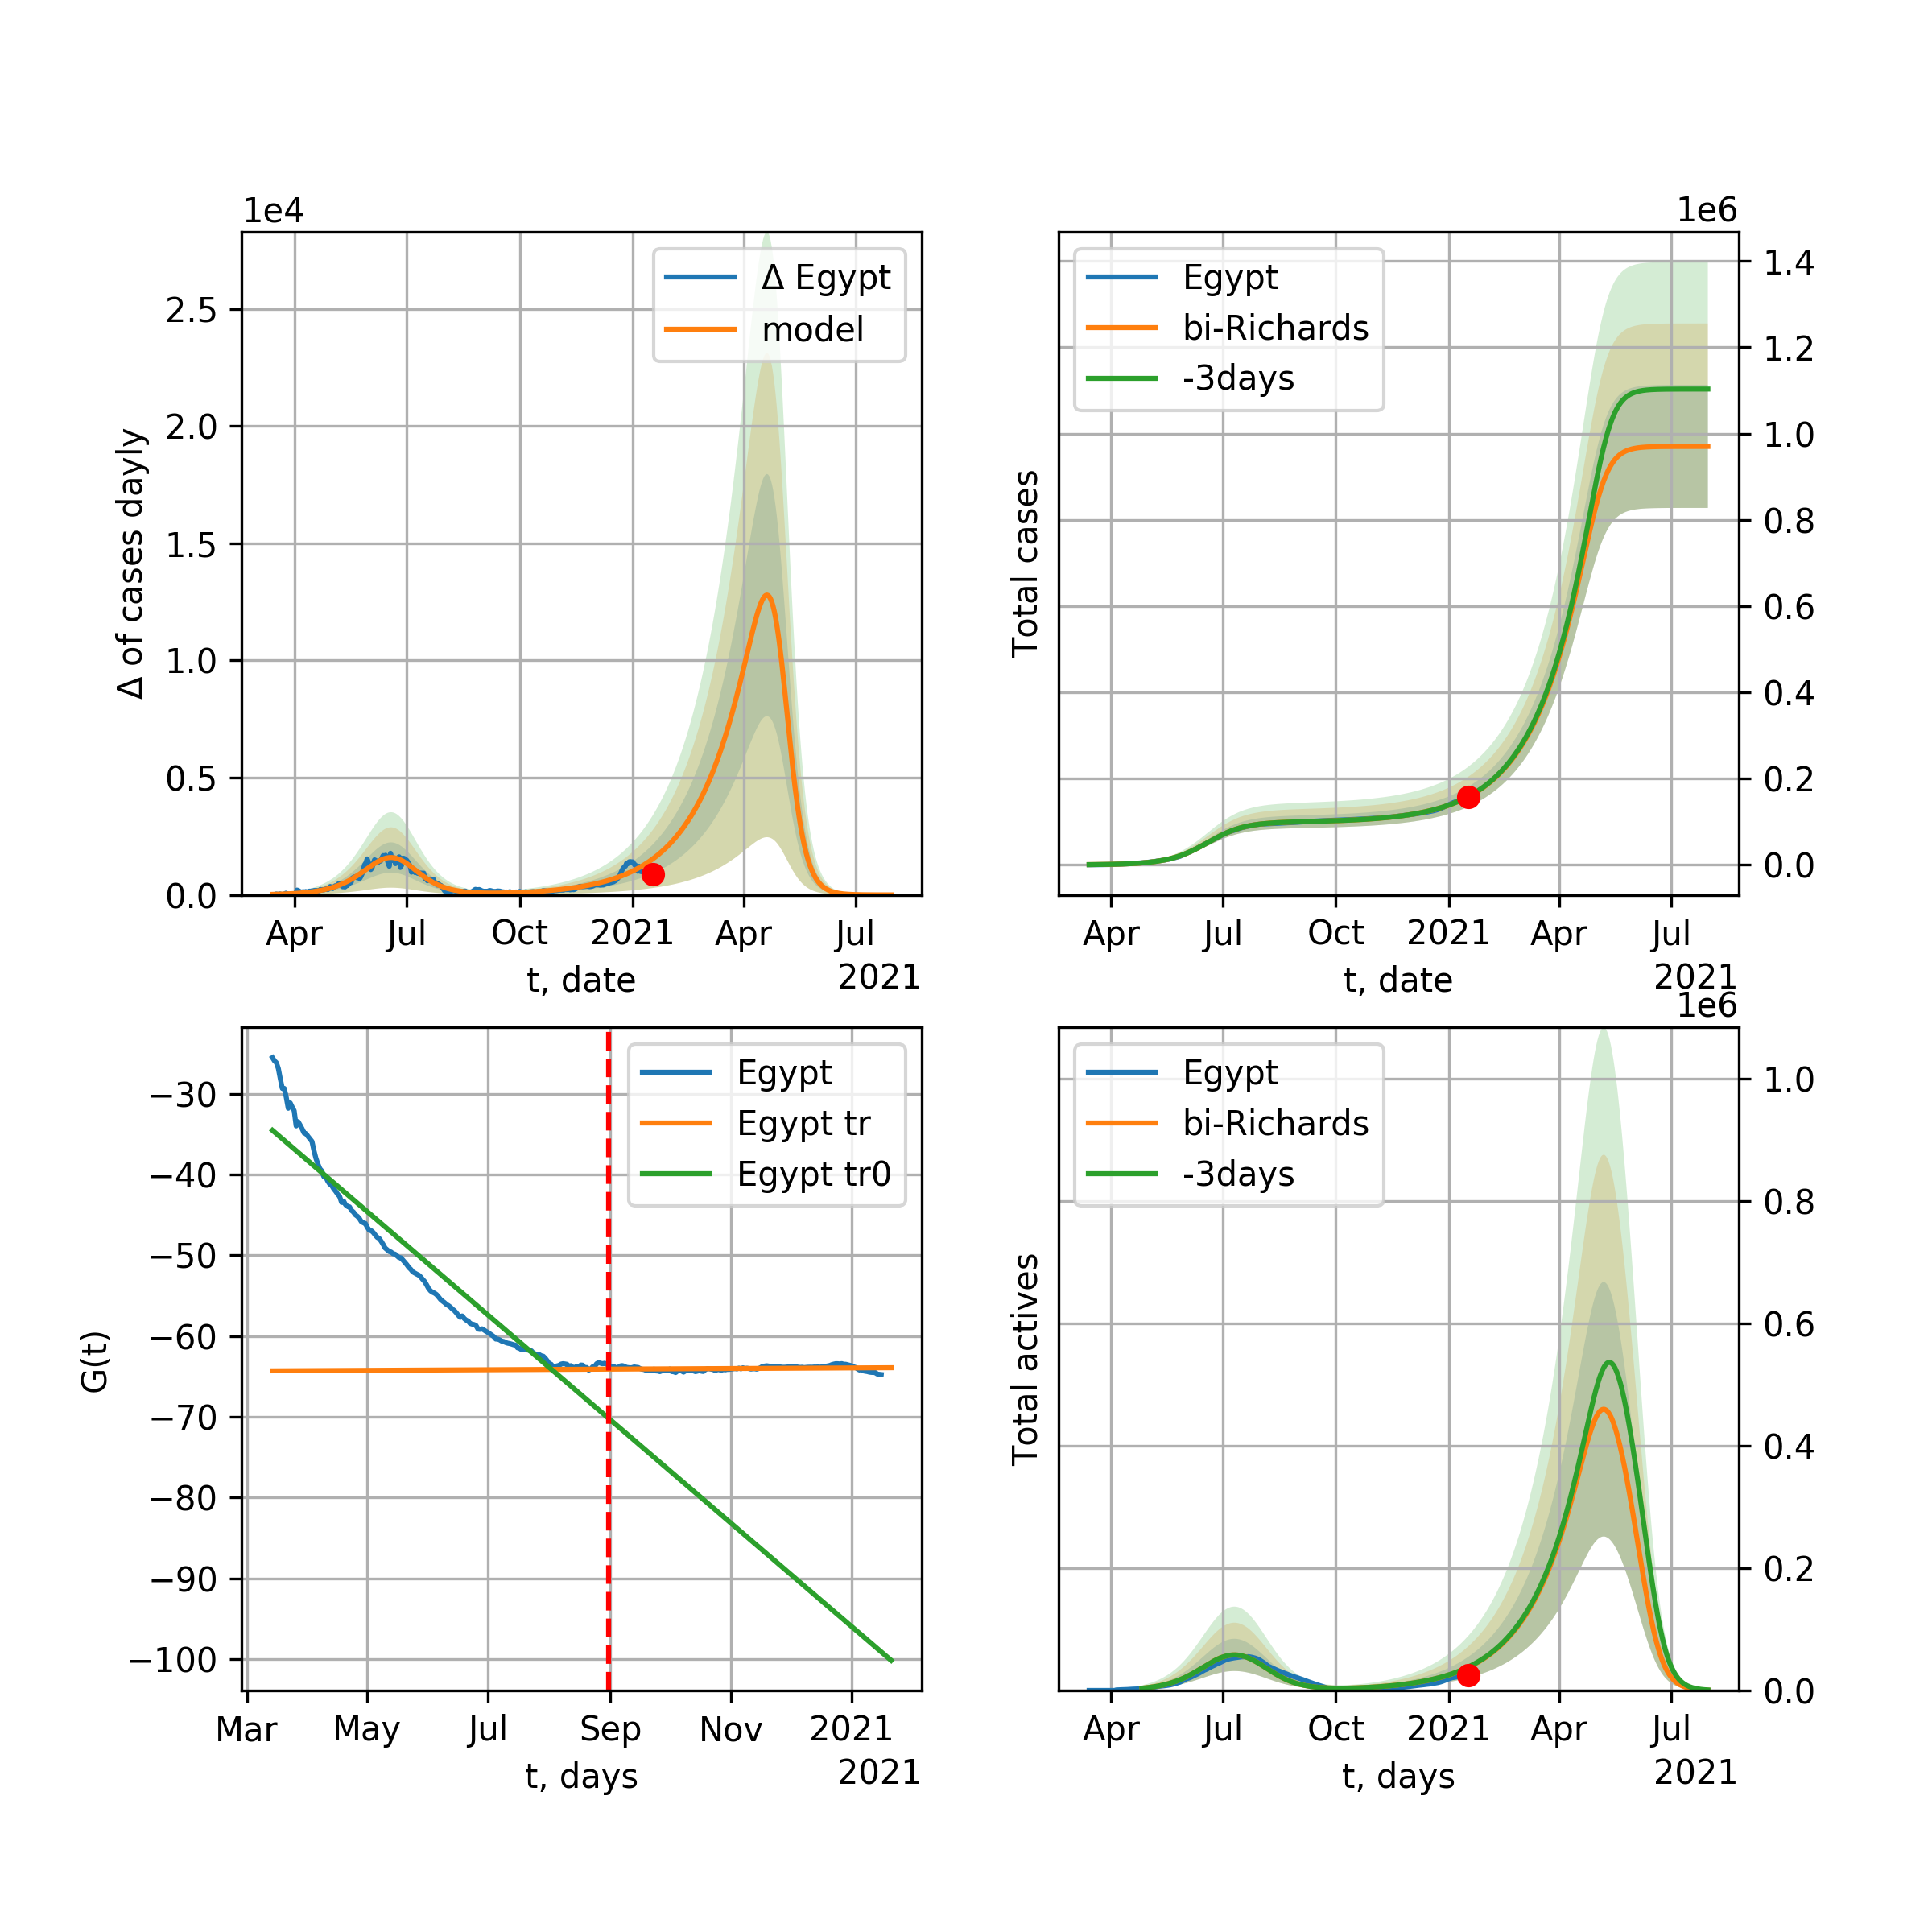 1e4
Δ of cases dayly
2.5
2.0
1.5
1.0
0.5
0.0
Δ Egypt
model
Apr Jul Oct 2021 Apr Jul
t, date
2021
1e6
Total cases
Egypt
bi-Richards
-3days
1.4
1.2
1.0
0.8
0.6
0.4
0.2
0.0
Apr Jul Oct 2021 Apr Jul
t, date
2021
G(t)
−30
−40
−50
−60
−70
−80
−90
−100
Egypt
Egypt tr
Egypt tr0
Mar May Jul Sep Nov 2021
t, days
2021
1e6
Total actives
Egypt
bi-Richards
-3days
1.0
0.8
0.6
0.4
0.2
0.0
Apr Jul Oct 2021 Apr Jul
t, days
2021